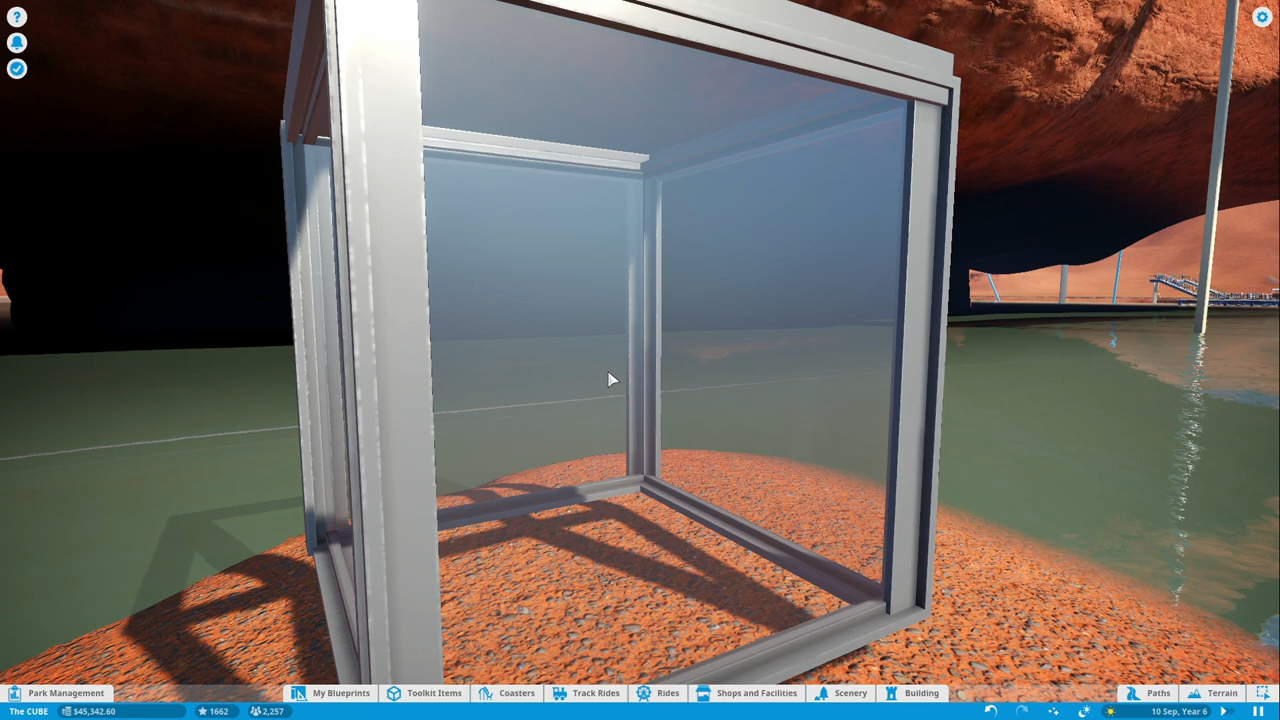 ?
Park Management
My Blueprints
Toolkit Items
Coasters
Track Rides
Rides
Shops and Facilities
Scenery
Building
Paths
Terrain
The CUBE
$45,342.60
1662
2,257
10 Sep, Year 6